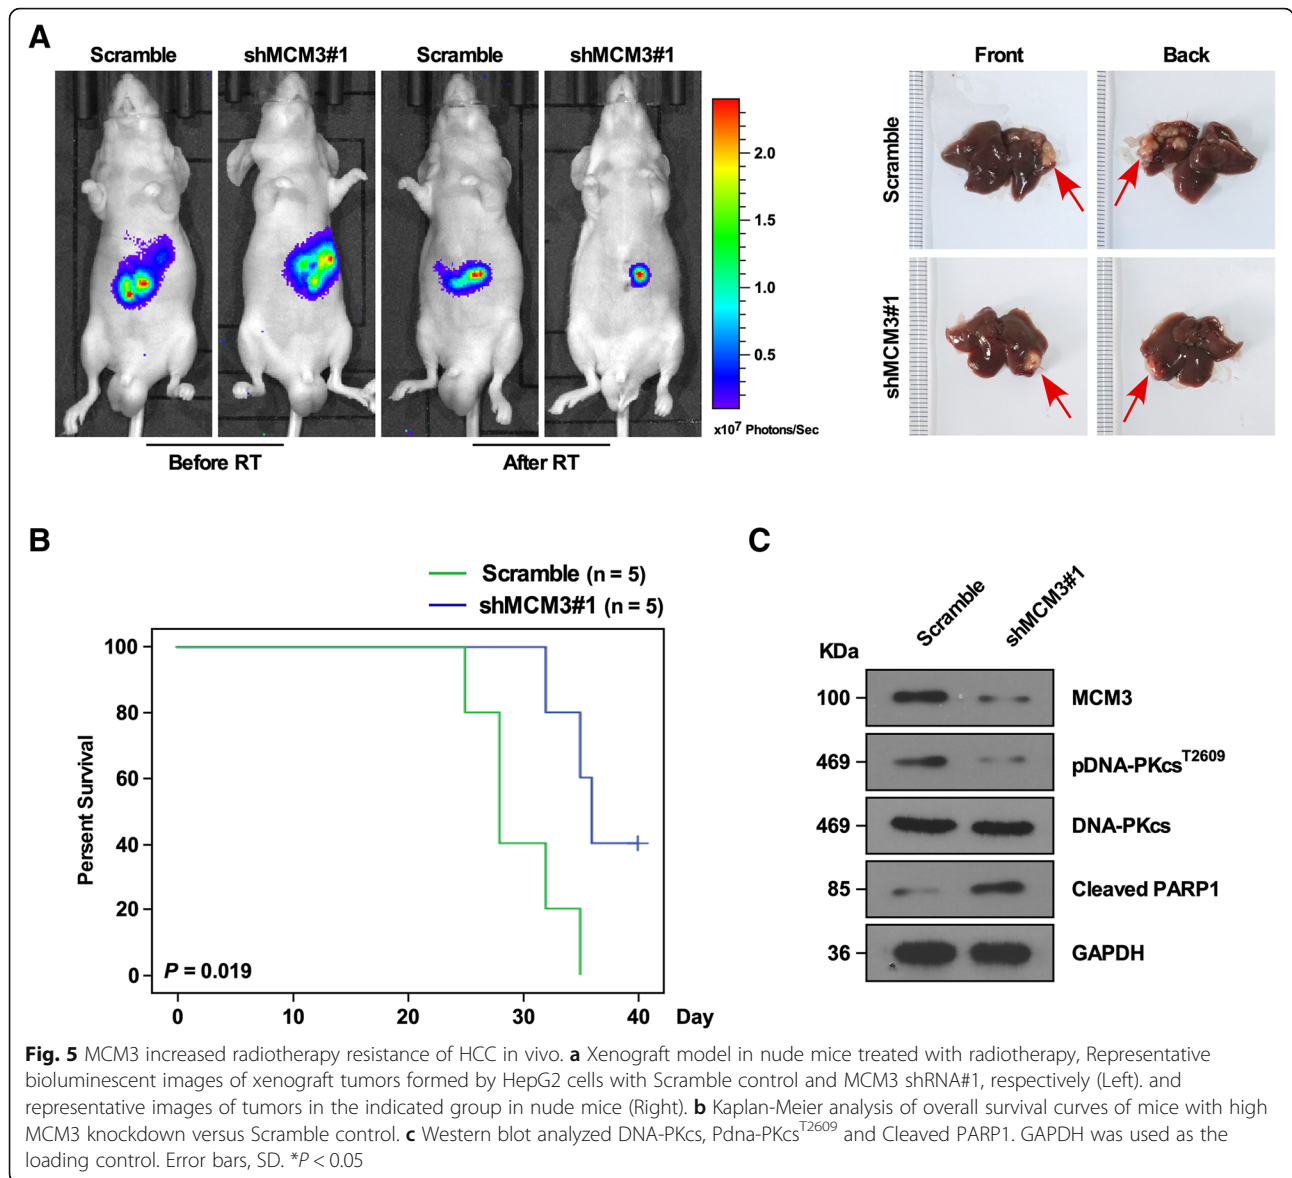 A
Scramble shMCM3#1 Scramble shMCM3#1
2.0
1.5
1.0
0.5
x10⁷ Photons/Sec
Before RT After RT
Front Back
Scramble
shMCM3#1
B
Scramble (n = 5)
shMCM3#1 (n = 5)
Persent Survival
100
80
60
40
20
0
P = 0.019
0 10 20 30 40 Day
C
Scramble shMCM3#1
KDa
100 MCM3
469 pDNA-PKcsᵀ²⁶⁰⁹
469 DNA-PKcs
85 Cleaved PARP1
36 GAPDH
Fig. 5 MCM3 increased radiotherapy resistance of HCC in vivo. a Xenograft model in nude mice treated with radiotherapy, Representative
bioluminescent images of xenograft tumors formed by HepG2 cells with Scramble control and MCM3 shRNA#1, respectively (Left). and
representative images of tumors in the indicated group in nude mice (Right). b Kaplan-Meier analysis of overall survival curves of mice with high
MCM3 knockdown versus Scramble control. c Western blot analyzed DNA-PKcs, Pdna-PKcsᵀ²⁶⁰⁹ and Cleaved PARP1. GAPDH was used as the
loading control. Error bars, SD. *P < 0.05